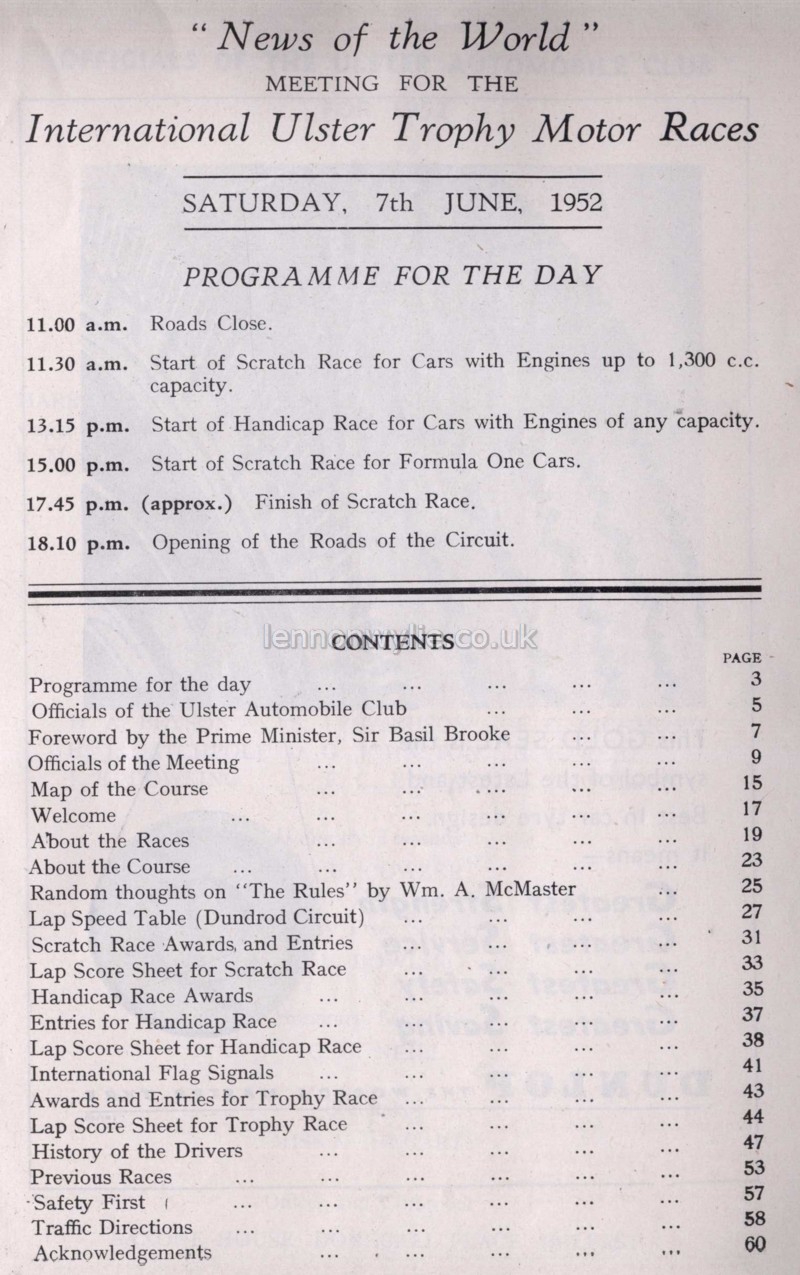 "News of the World"
MEETING FOR THE
International Ulster Trophy Motor Races
SATURDAY, 7th JUNE, 1952
PROGRAMME FOR THE DAY
11.00 a.m. Roads Close.
11.30 a.m. Start of Scratch Race for Cars with Engines up to 1,300 c.c.
capacity.
13.15 p.m. Start of Handicap Race for Cars with Engines of any capacity.
15.00 p.m. Start of Scratch Race for Formula One Cars.
17.45 p.m. (approx.) Finish of Scratch Race.
18.10 p.m. Opening of the Roads of the Circuit.
lennonwylie.co.uk
CONTENTS
PAGE
Programme for the day ... ... ... ... ... 3
Officials of the Ulster Automobile Club ... ... ... 5
Foreword by the Prime Minister, Sir Basil Brooke ... ... 7
Officials of the Meeting ... ... ... ... ... 9
Map of the Course ... ... ... ... ... 15
Welcome ... ... ... ... ... ... 17
About the Races ... ... ... ... ... 19
About the Course ... ... ... ... ... ... 23
Random thoughts on "The Rules" by Wm. A. McMaster ... 25
Lap Speed Table (Dundrod Circuit) ... ... ... ... 27
Scratch Race Awards, and Entries ... ... ... ... 31
Lap Score Sheet for Scratch Race ... ... ... ... 33
Handicap Race Awards ... ... ... ... ... 35
Entries for Handicap Race ... ... ... ... ... 37
Lap Score Sheet for Handicap Race ... ... ... ... 38
International Flag Signals ... ... ... ... ... 41
Awards and Entries for Trophy Race ... ... ... ... 43
Lap Score Sheet for Trophy Race ... ... ... ... 44
History of the Drivers ... ... ... ... ... 47
Previous Races ... ... ... ... ... ... 53
Safety First ... ... ... ... ... ... 57
Traffic Directions ... ... ... ... ... ... 58
Acknowledgements ... ... ... ... ... 60